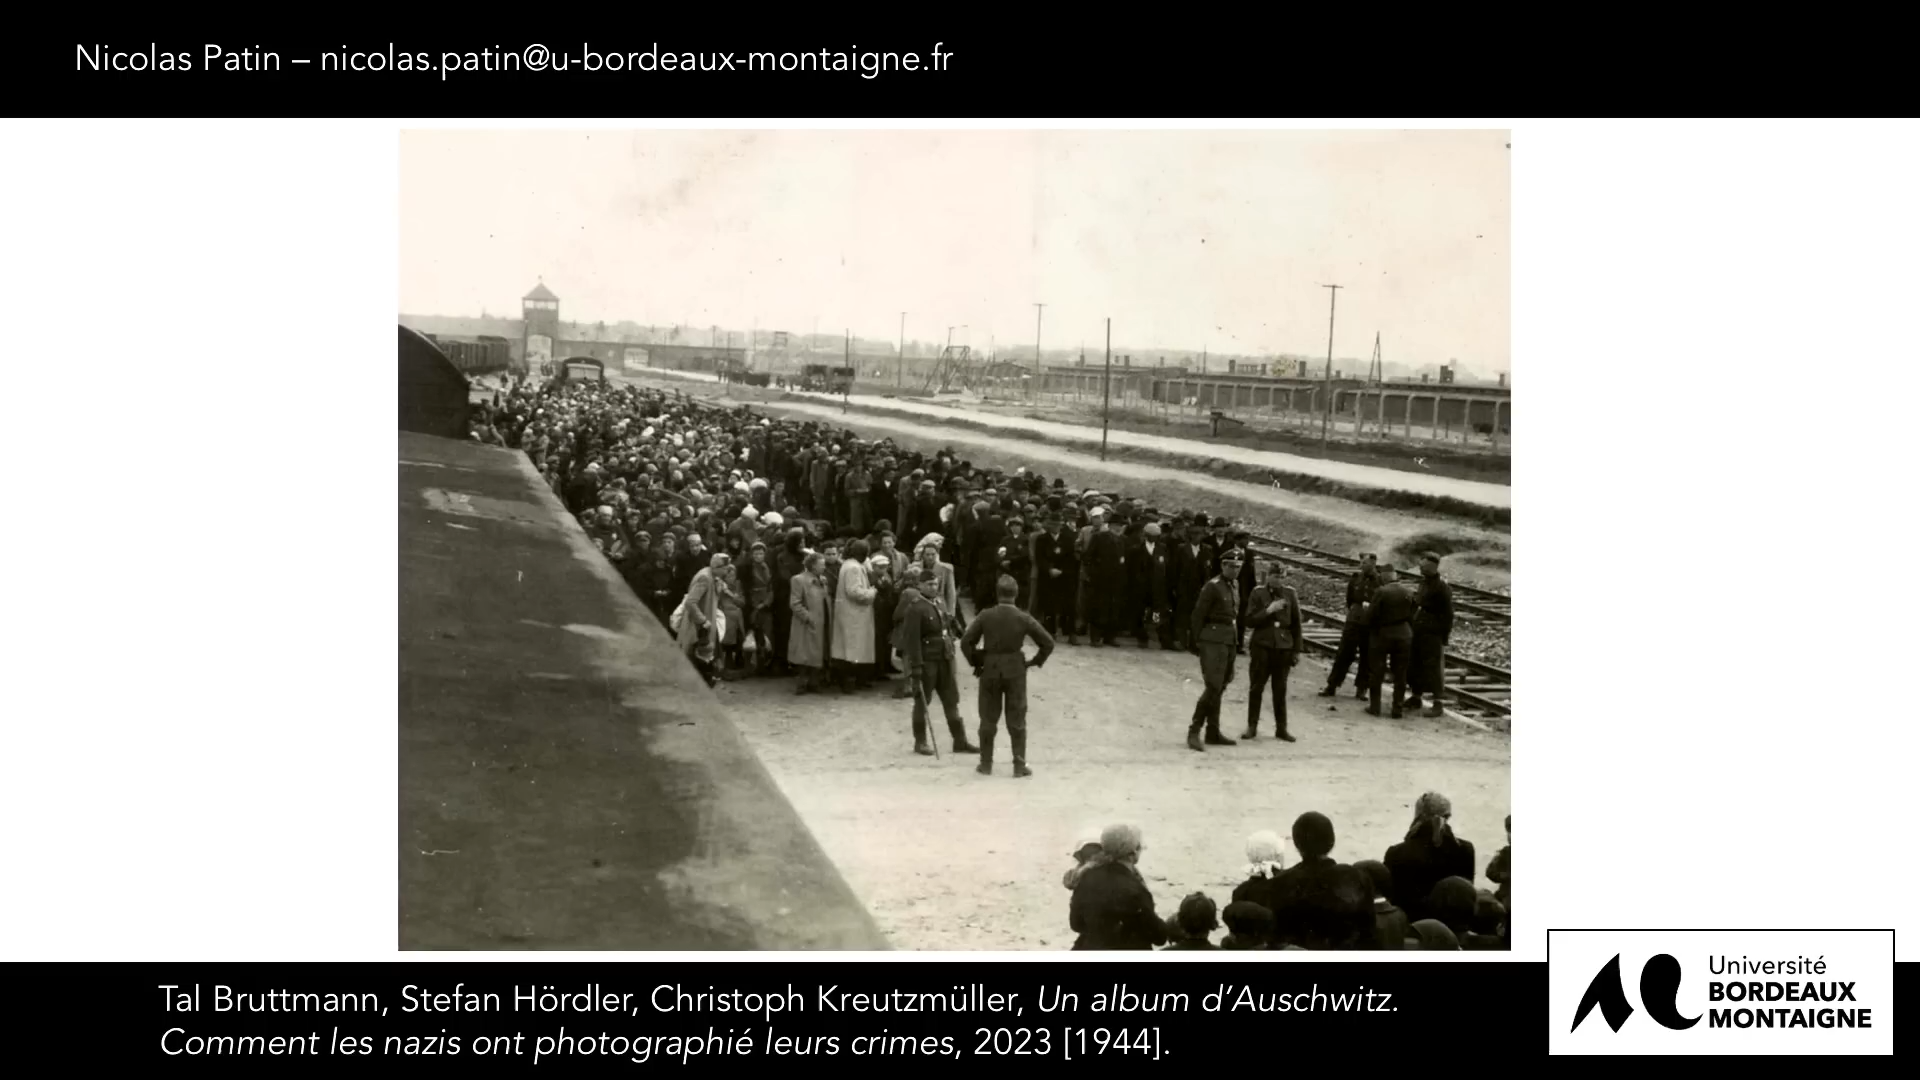 Nicolas Patin – nicolas.patin@u-bordeaux-montaigne.fr
Tal Bruttmann, Stefan Hördler, Christoph Kreutzmüller, Un album d’Auschwitz.
Comment les nazis ont photographié leurs crimes, 2023 [1944].
Université
BORDEAUX
MONTAIGNE